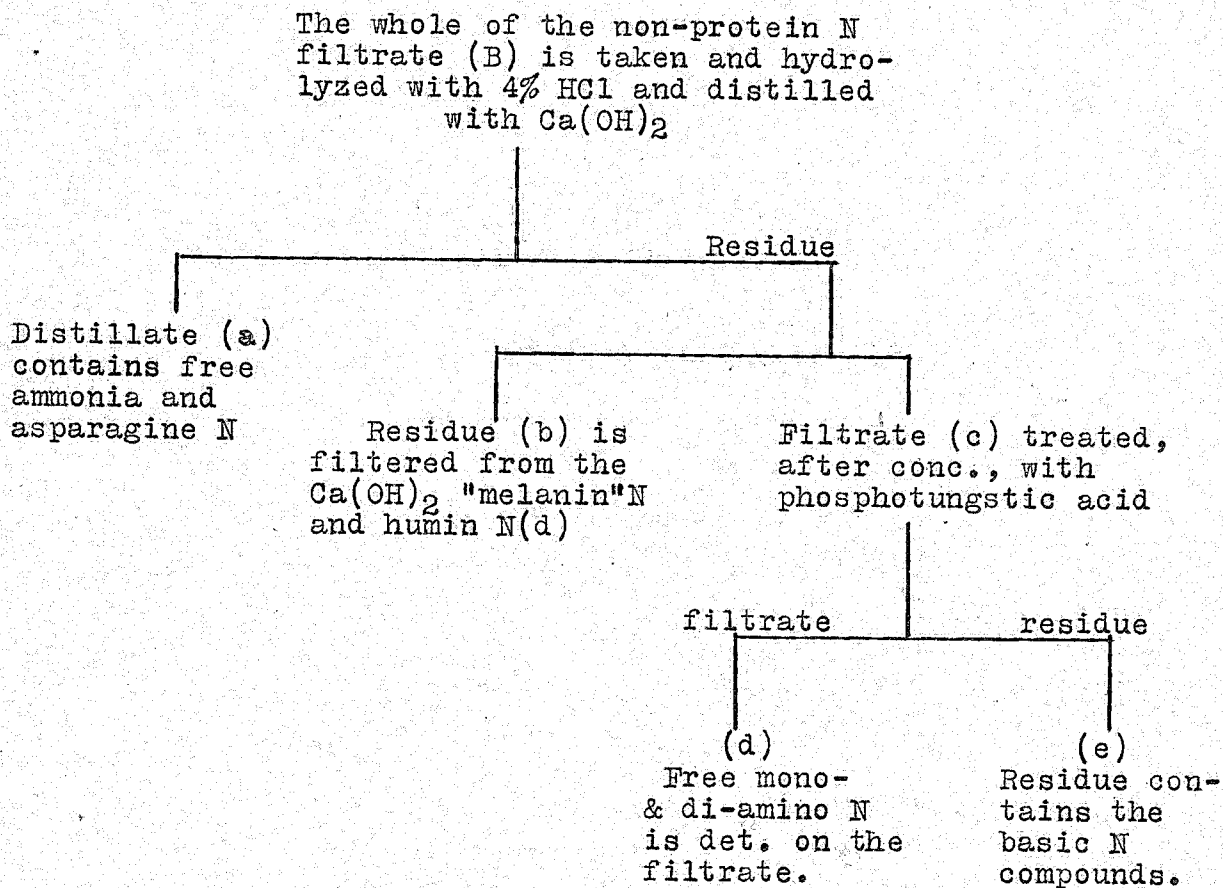 The whole of the non-protein N
filtrate (B) is taken and hydro-
lyzed with 4% HCl and distilled
with Ca(OH)2
Residue
Distillate (a)
contains free
ammonia and
asparagine N
Residue (b) is
filtered from the
Ca(OH)2 "melanin"N
and humin N(d)
Filtrate (c) treated,
after conc., with
phosphotungstic acid
filtrate
residue
(d)
Free mono-
& di-amino N
is det. on the
filtrate.
(e)
Residue con-
tains the
basic N
compounds.